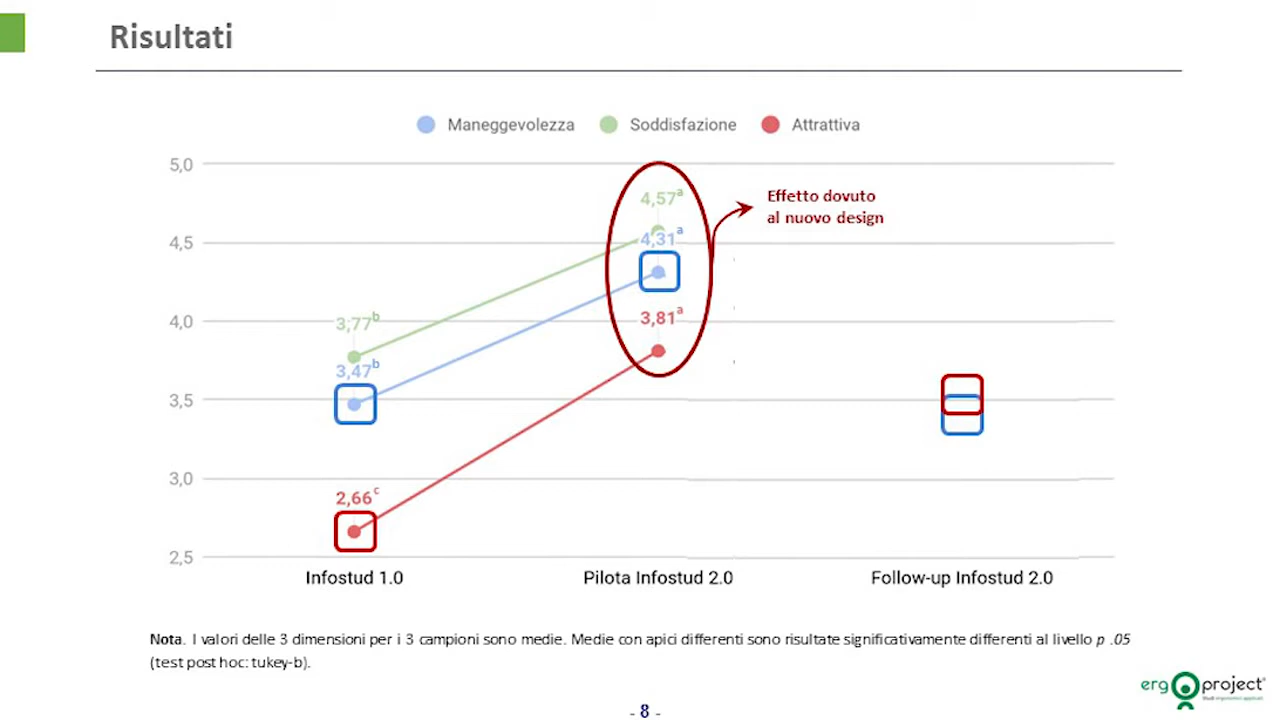 Risultati
Maneggevolezza Soddisfazione Attrattiva
5,0
4,57ᵃ
Effetto dovuto
al nuovo design
4,5
4,31ᵃ
4,0
3,77ᵇ
3,81ᵃ
3,47ᵇ
3,5
3,0
2,66ᶜ
2,5
Infostud 1.0 Pilota Infostud 2.0 Follow-up Infostud 2.0
Nota. I valori delle 3 dimensioni per i 3 campioni sono medie. Medie con apici differenti sono risultate significativamente differenti al livello p .05
(test post hoc: tukey-b).
ergoproject
- 8 -